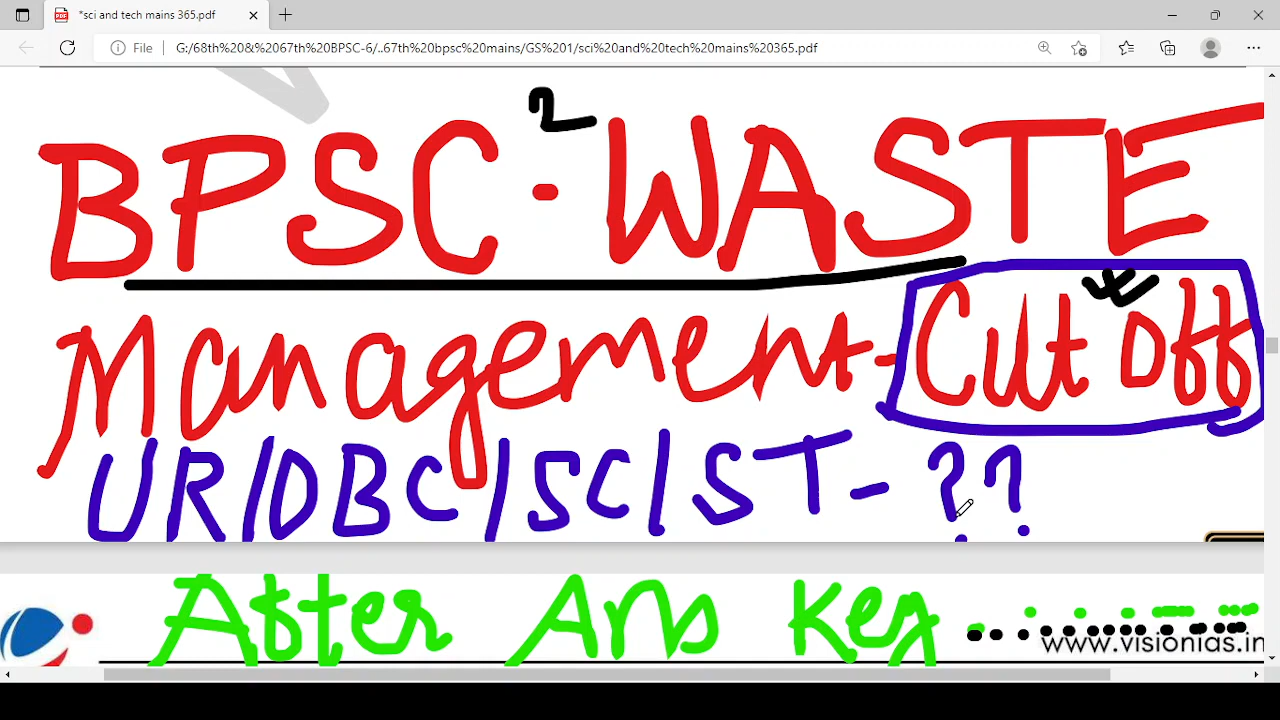 *sci and tech mains 365.pdf
File G:/68th%20&%2067th%20BPSC-6/..67th%20bpsc%20mains/GS%201/sci%20and%20tech%20mains%20365.pdf
2
BPSC - WASTE
Management - Cut Off
UR/OBC/SC/ST - ??
After Ans Key ......
www.visionias.in